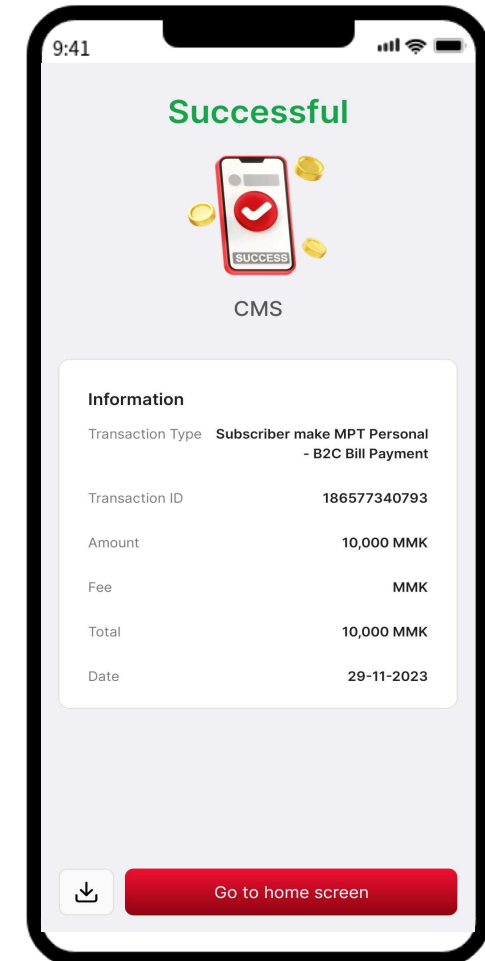 9:41
Successful
SUCCESS
CMS
Information
Transaction Type Subscriber make MPT Personal
- B2C Bill Payment
Transaction ID 186577340793
Amount 10,000 MMK
Fee MMK
Total 10,000 MMK
Date 29-11-2023
Go to home screen